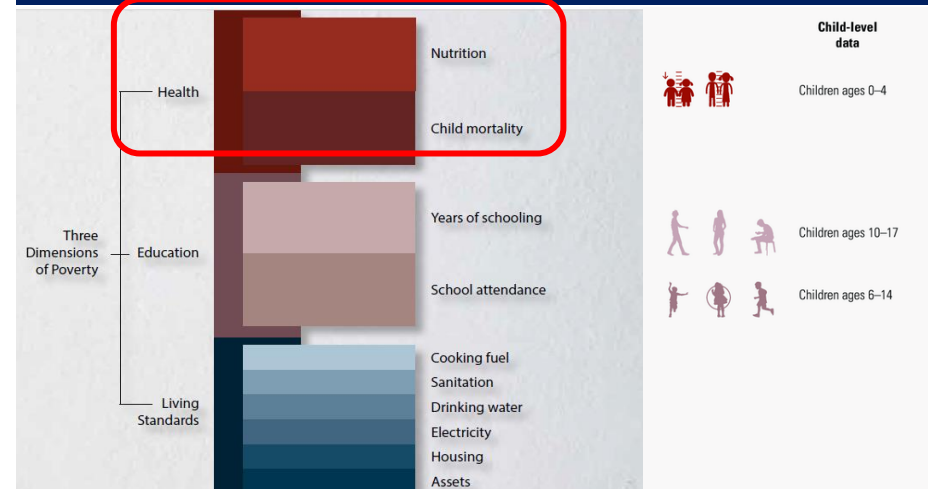 Child-level
data
Nutrition
Children ages 0–4
Health
Child mortality
Years of schooling
Children ages 10–17
Three
Dimensions
of Poverty
Education
School attendance
Children ages 6–14
Cooking fuel
Sanitation
Living
Standards
Drinking water
Electricity
Housing
Assets